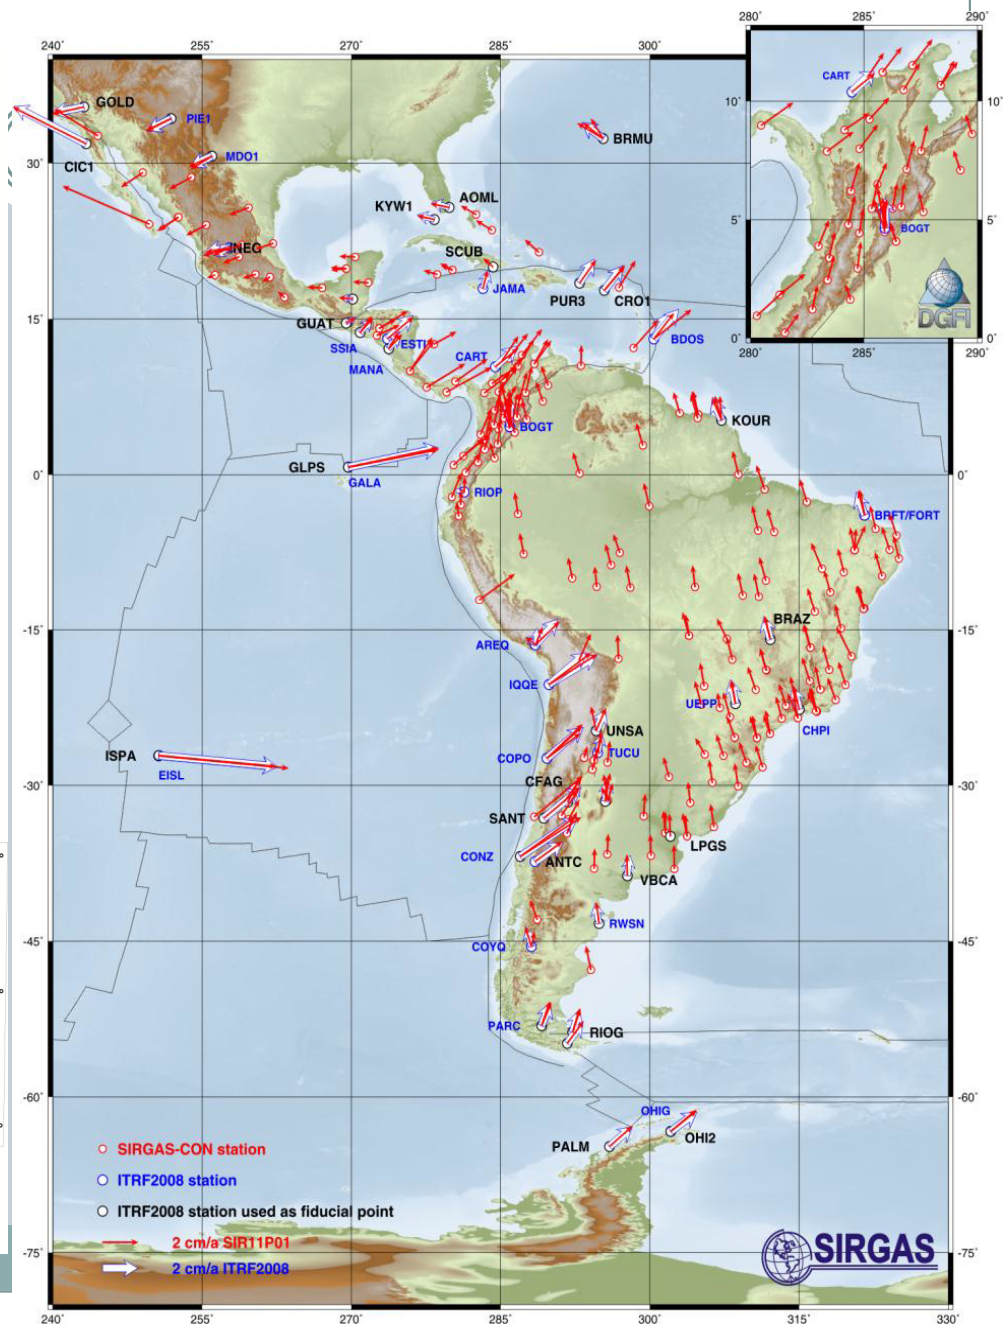 280°
285°
290°
240°
255°
270°
285°
300°
10°
5°
0°
CART
BOGT
DGFI
280°
285°
290°
GOLD
PIE1
CIC1
MDO1
30°
BRMU
KYW1
AOML
INEG
SCUB
JAMA
PUR3
CRO1
15°
GUAT
SSIA
ESTI
MANA
CART
BDOS
BOGT
KOUR
GLPS
GALA
0°
0°
RIOP
BRFT/FORT
BRAZ
-15°
-15°
AREQ
IQQE
UEPP
CHPI
ISPA
EISL
UNSA
COPO
TUCU
CFAG
-30°
-30°
SANT
CONZ
ANTC
LPGS
VBCA
RWSN
-45°
-45°
COYQ
PARC
RIOG
-60°
-60°
OHIG
PALM
OHI2
SIRGAS-CON station
ITRF2008 station
ITRF2008 station used as fiducial point
2 cm/a SIR11P01
2 cm/a ITRF2008
SIRGAS
-75°
-75°
240°
255°
270°
285°
300°
315°
330°